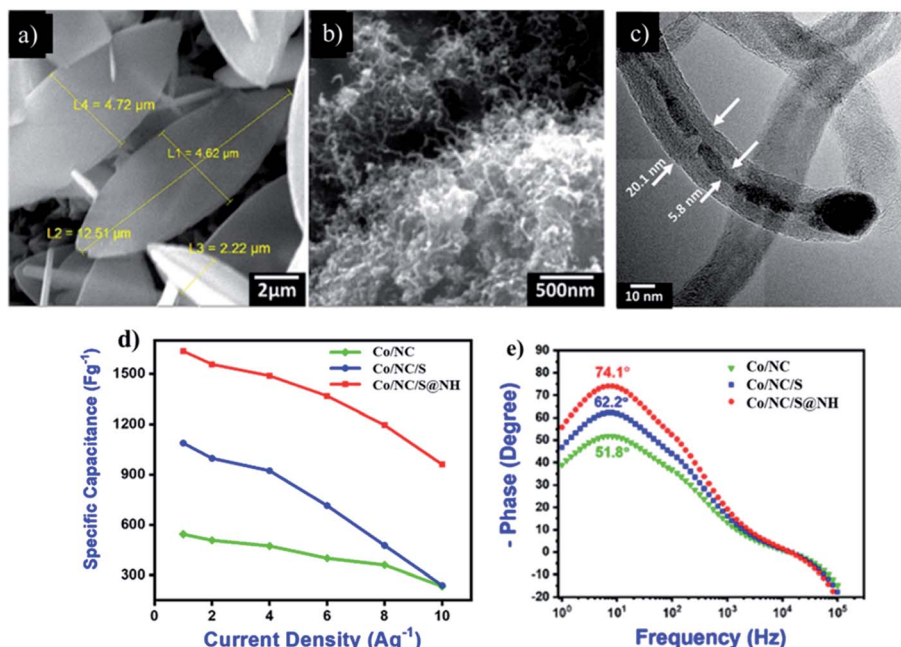 a)
L4 = 4.72 µm
L1 = 4.62 µm
L2 = 12.51 µm
L3 = 2.22 µm
2µm
b)
500nm
c)
20.1 nm
5.8 nm
10 nm
d)
Specific Capacitance (Fg⁻¹)
1500
1200
900
600
300
Co/NC
Co/NC/S
Co/NC/S@NH
0 2 4 6 8 10
Current Density (Ag⁻¹)
e)
- Phase (Degree)
90
80
70
60
50
40
30
20
10
0
-10
-20
74.1°
62.2°
51.8°
Co/NC
Co/NC/S
Co/NC/S@NH
10⁰ 10¹ 10² 10³ 10⁴ 10⁵
Frequency (Hz)